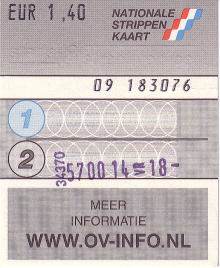 EUR 1,40
NATIONALE
STRIPPEN
KAART
09 183076
1
2
34370
5700 14 VR 18-
MEER
INFORMATIE
WWW.OV-INFO.NL